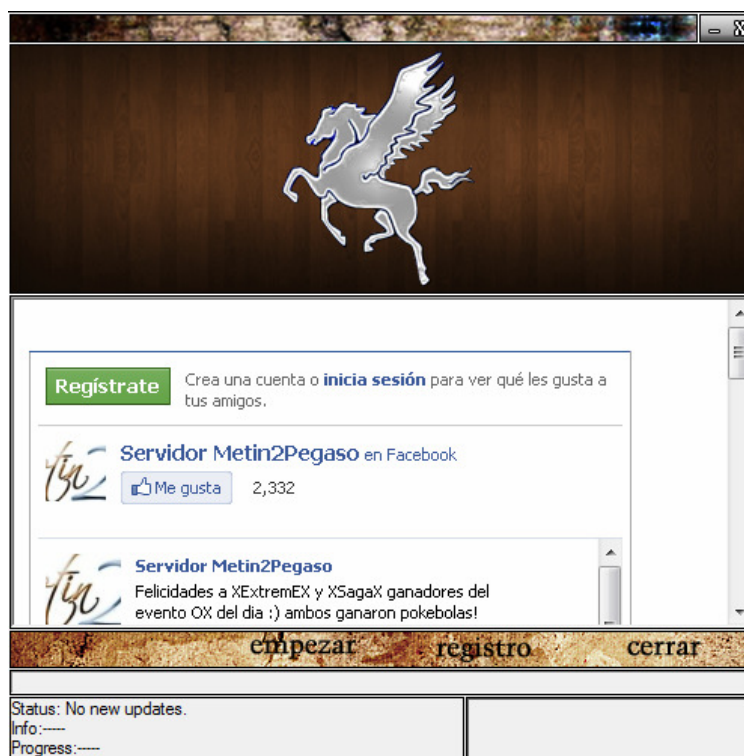 Regístrate
Crea una cuenta o inicia sesión para ver qué les gusta a
tus amigos.
Servidor Metin2Pegaso en Facebook
Me gusta 2,332
Servidor Metin2Pegaso
Felicidades a XExtremEX y XSagaX ganadores del
evento OX del dia :) ambos ganaron pokebolas!
empezar registro cerrar
Status: No new updates.
Info:-----
Progress:-----